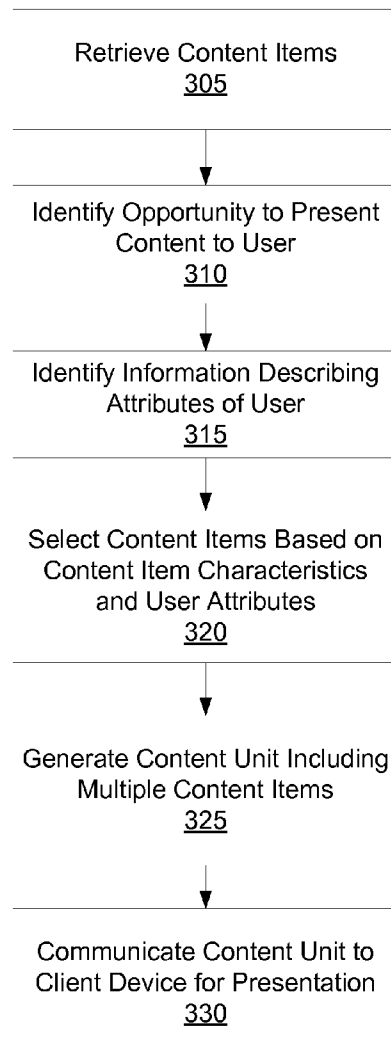 Retrieve Content Items
305
Identify Opportunity to Present
Content to User
310
Identify Information Describing
Attributes of User
315
Select Content Items Based on
Content Item Characteristics
and User Attributes
320
Generate Content Unit Including
Multiple Content Items
325
Communicate Content Unit to
Client Device for Presentation
330